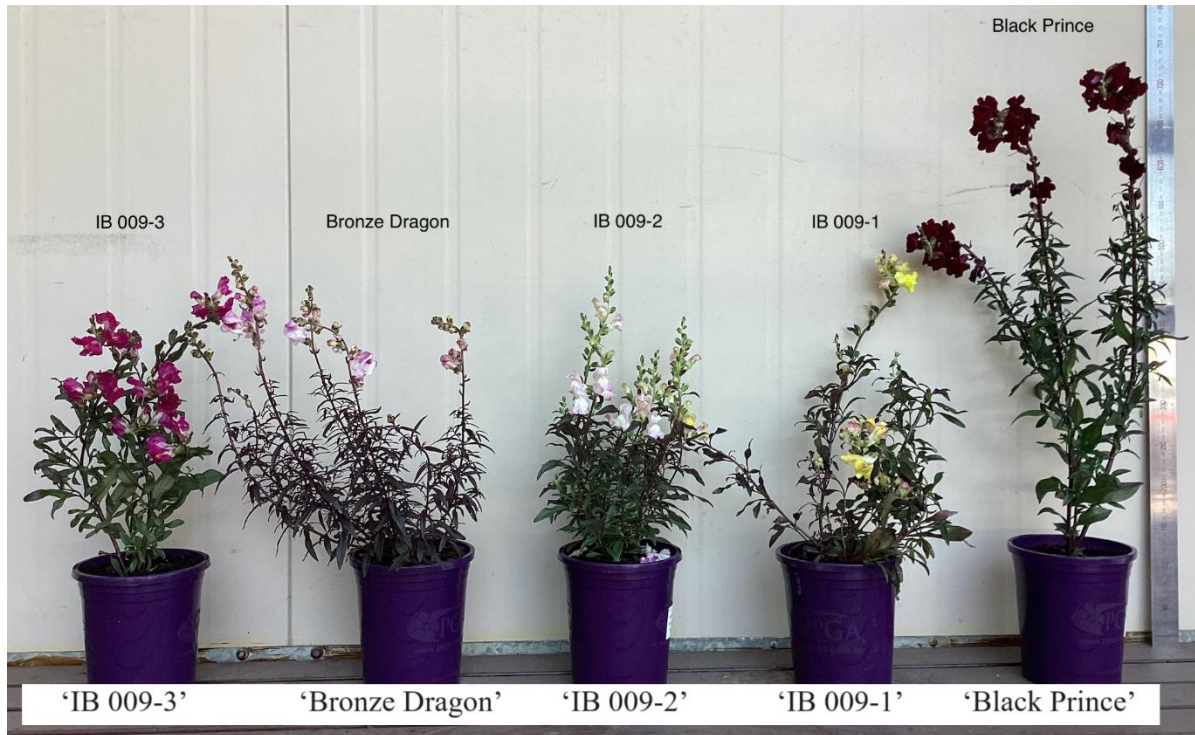 Black Prince
IB 009-3
Bronze Dragon
IB 009-2
IB 009-1
PGA
‘IB 009-3’
‘Bronze Dragon’
‘IB 009-2’
‘IB 009-1’
‘Black Prince’